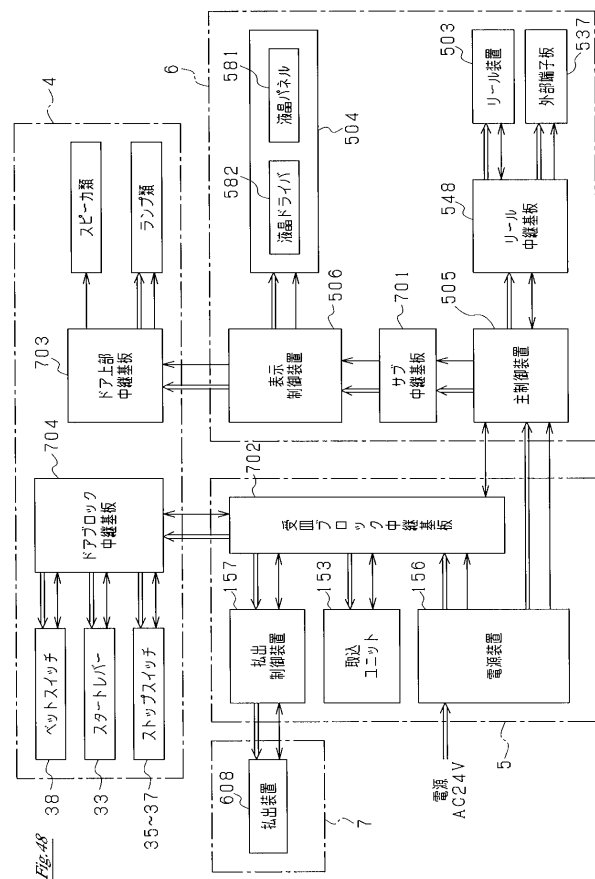 Fig.48
4
スピーカ類
ランプ類
703
ドア上部
中継基板
704
ドアブロック
中継基板
ベットスイッチ
38
スタートレバー
33
ストップスイッチ
35~37
6
液晶パネル
581
液晶ドライバ
582
504
表示
制御装置
506
サブ
中継基板
701
主制御装置
505
リール
中継基板
548
リール装置
503
外部端子板
537
受皿ブロック中継基板
702
払出
制御装置
157
取込
ユニット
153
電源装置
156
5
電源
AC24V
払出装置
608
7